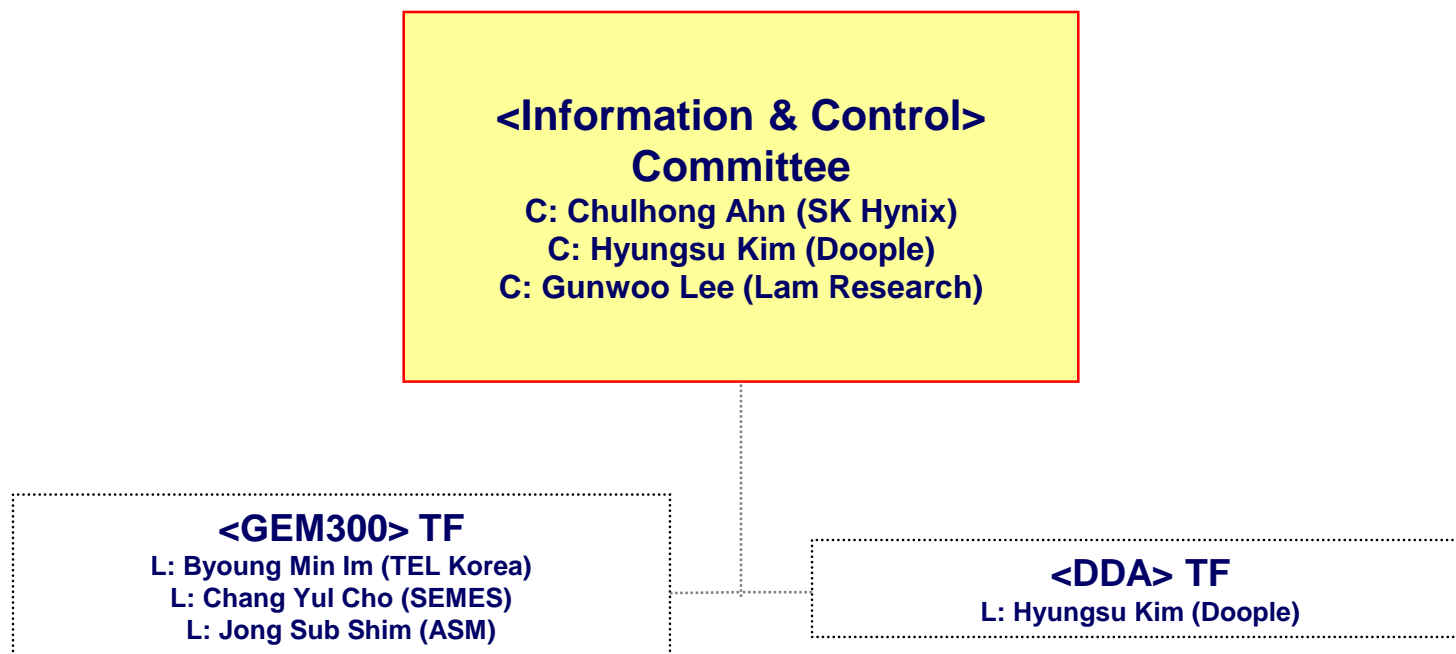 <Information & Control>
Committee
C: Chulhong Ahn (SK Hynix)
C: Hyungsu Kim (Doople)
C: Gunwoo Lee (Lam Research)
<GEM300> TF
L: Byoung Min Im (TEL Korea)
L: Chang Yul Cho (SEMES)
L: Jong Sub Shim (ASM)
<DDA> TF
L: Hyungsu Kim (Doople)